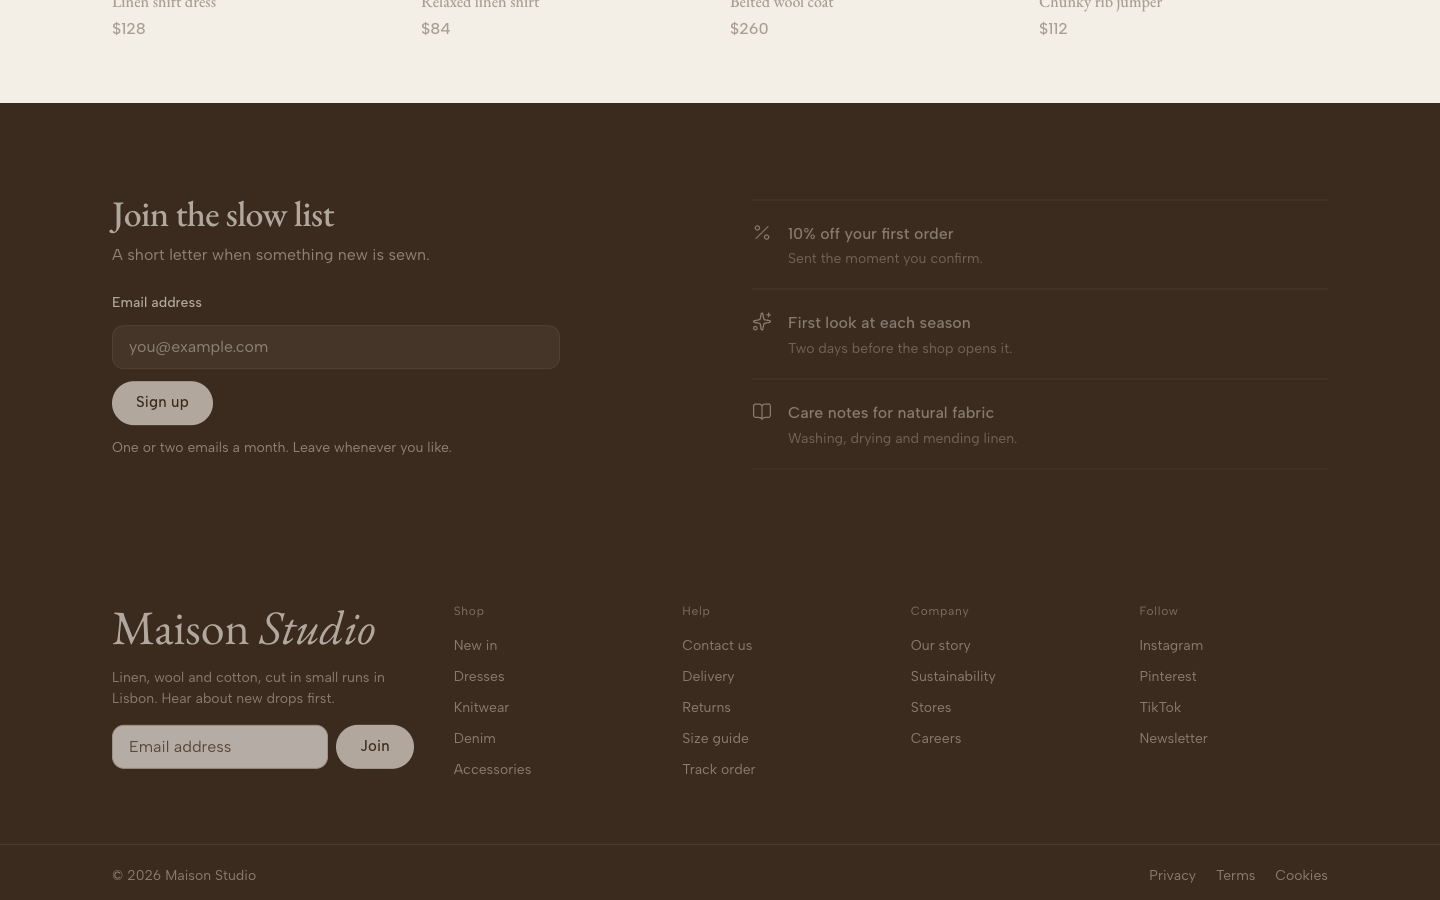 Linen shift dress
$128
Relaxed linen shirt
$84
Belted wool coat
$260
Chunky rib jumper
$112
Join the slow list
A short letter when something new is sewn.
Email address
you@example.com
Sign up
One or two emails a month. Leave whenever you like.
10% off your first order
Sent the moment you confirm.
First look at each season
Two days before the shop opens it.
Care notes for natural fabric
Washing, drying and mending linen.
Maison Studio
Linen, wool and cotton, cut in small runs in
Lisbon. Hear about new drops first.
Email address
Join
Shop
New in
Dresses
Knitwear
Denim
Accessories
Help
Contact us
Delivery
Returns
Size guide
Track order
Company
Our story
Sustainability
Stores
Careers
Follow
Instagram
Pinterest
TikTok
Newsletter
© 2026 Maison Studio
Privacy
Terms
Cookies